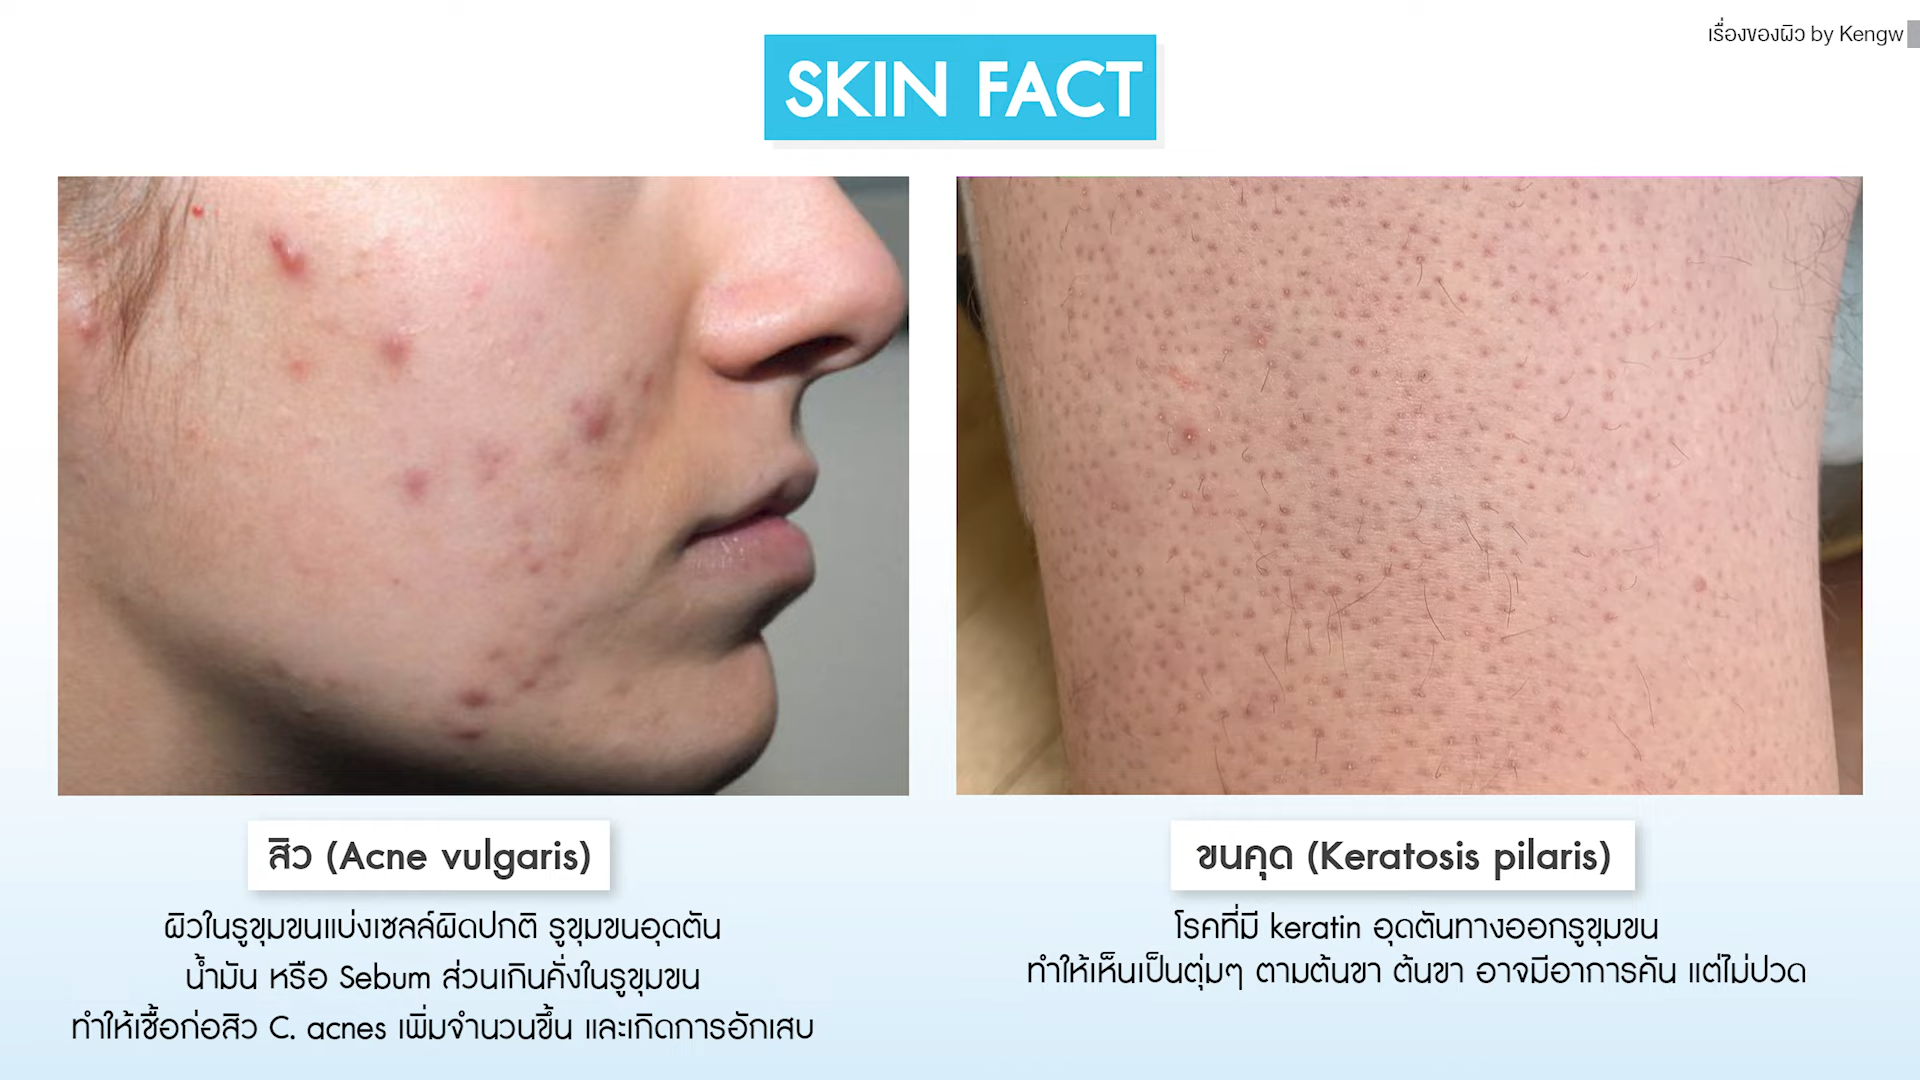 เรื่องของผิว by Kengw
SKIN FACT
สิว (Acne vulgaris)
ผิวในรูขุมขนแบ่งเซลล์ผิดปกติ รูขุมขนอุดตัน
น้ำมัน หรือ Sebum ส่วนเกินคั่งในรูขุมขน
ทำให้เชื้อก่อสิว C. acnes เพิ่มจำนวนขึ้น และเกิดการอักเสบ
ขนคุด (Keratosis pilaris)
โรคที่มี keratin อุดตันทางออกรูขุมขน
ทำให้เห็นเป็นตุ่มๆ ตามต้นขา ต้นขา อาจมีอาการคัน แต่ไม่ปวด